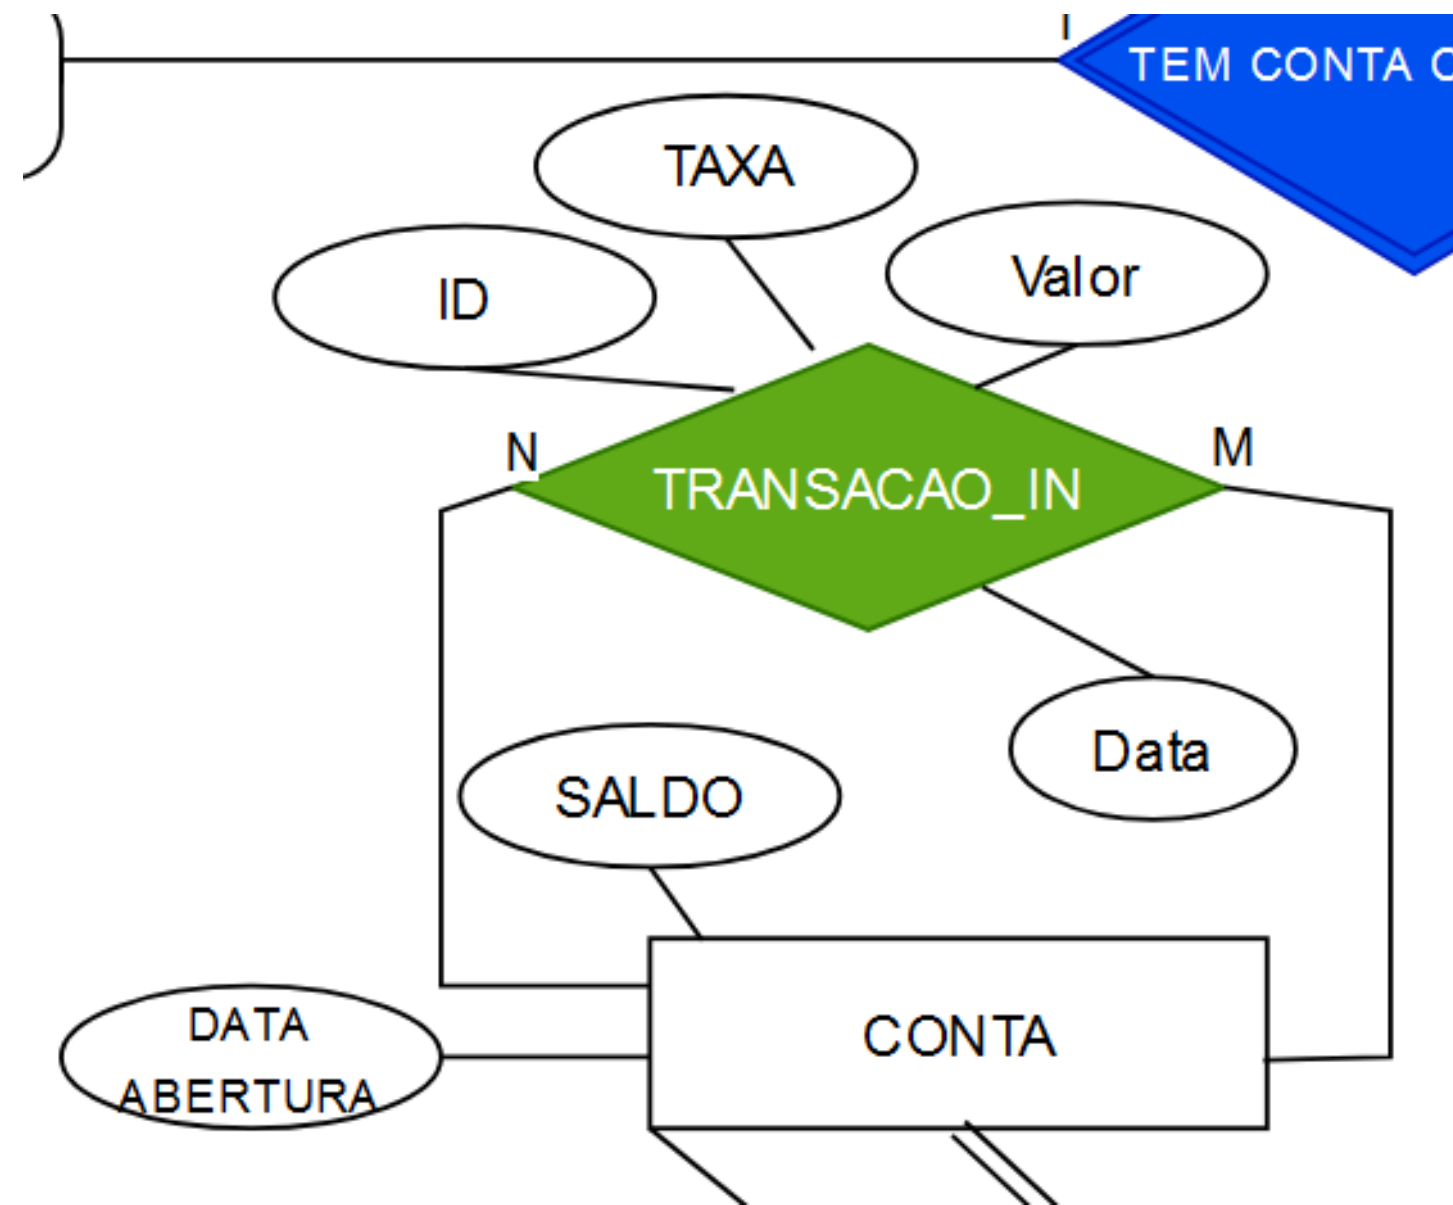 TEM CONTA C
TAXA
Valor
ID
N
M
TRANSACAO_IN
Data
SALDO
DATA
ABERTURA
CONTA